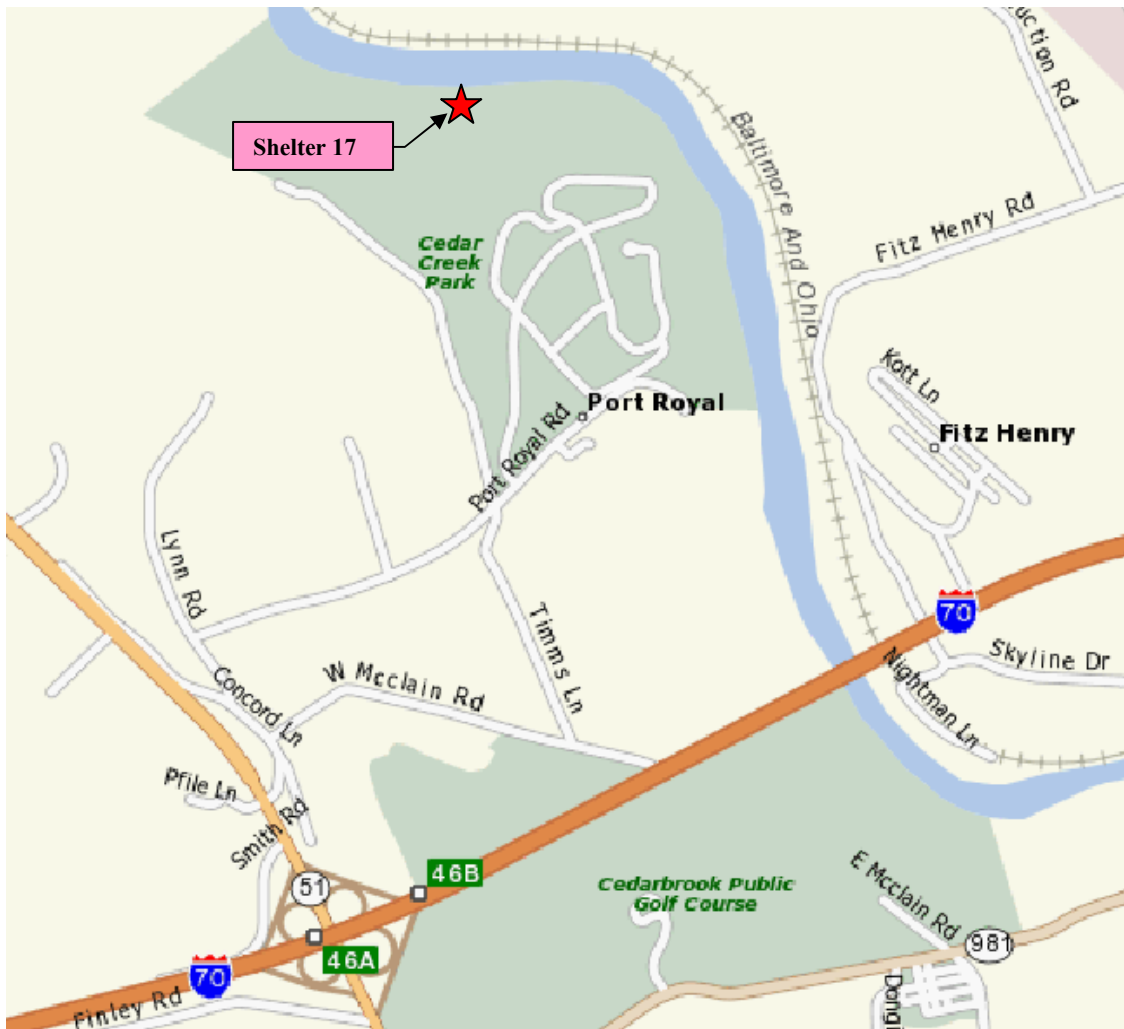 uction Rd
Shelter 17
Baltimore And Ohio
Fitz Henry Rd
Cedar
Creek
Park
Kott Ln
Port Royal
Fitz Henry
Port Royal Rd
Lynn Rd
Timms Ln
70
W Mcclain Rd
Concord Ln
Skyline Dr
Nightman Ln
Pfile Ln
Smith Rd
46B
51
Cedarbrook Public
Golf Course
E Mcclain Rd
981
46A
70
Finley Rd